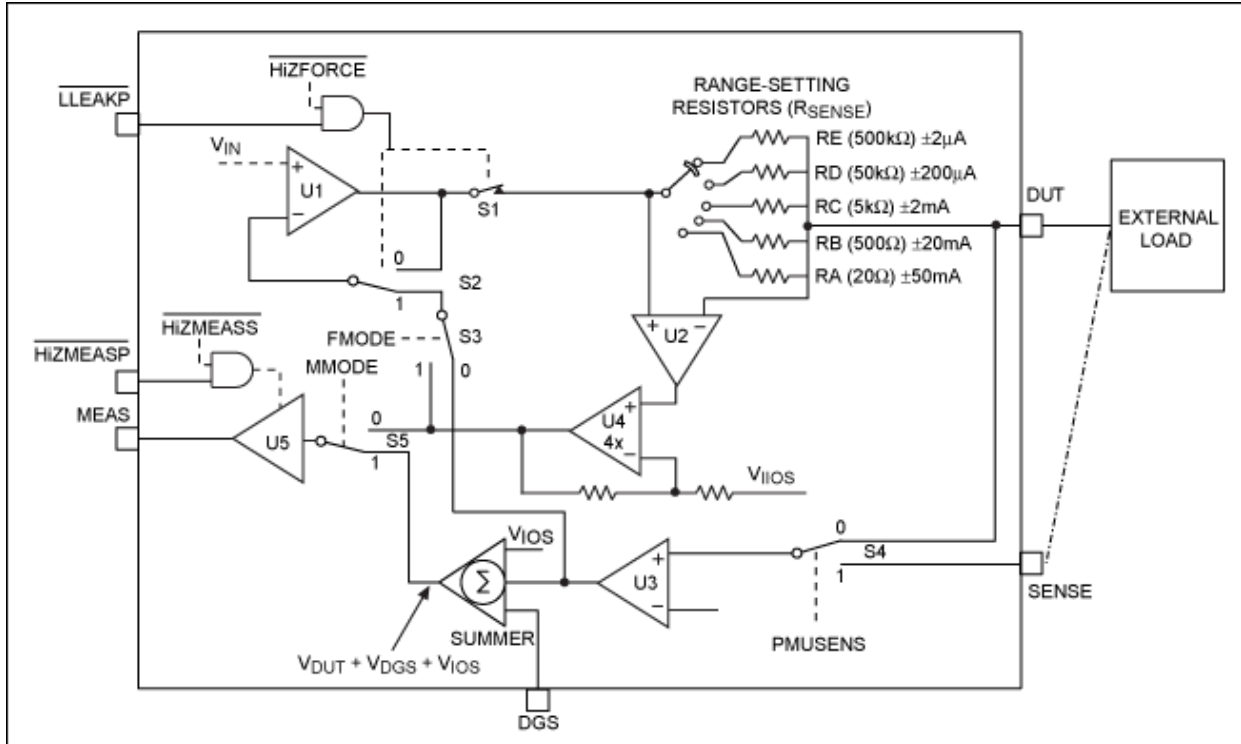 HiZFORCE
LLEAKP
VIN
+
U1
−
S1
RANGE-SETTING
RESISTORS (RSENSE)
RE (500kΩ) ±2μA
RD (50kΩ) ±200μA
RC (5kΩ) ±2mA
RB (500Ω) ±20mA
RA (20Ω) ±50mA
DUT
EXTERNAL
LOAD
0
S2
1
+ −
U2
HiZMEASS
HiZMEASP
FMODE
S3
1 0
MMODE
MEAS
U5
0
S5
1
+
U4
4x
−
VIIOS
VIOS
Σ
SUMMER
VDUT + VDGS + VIOS
+
U3
−
0
S4
1
SENSE
PMUSENS
DGS